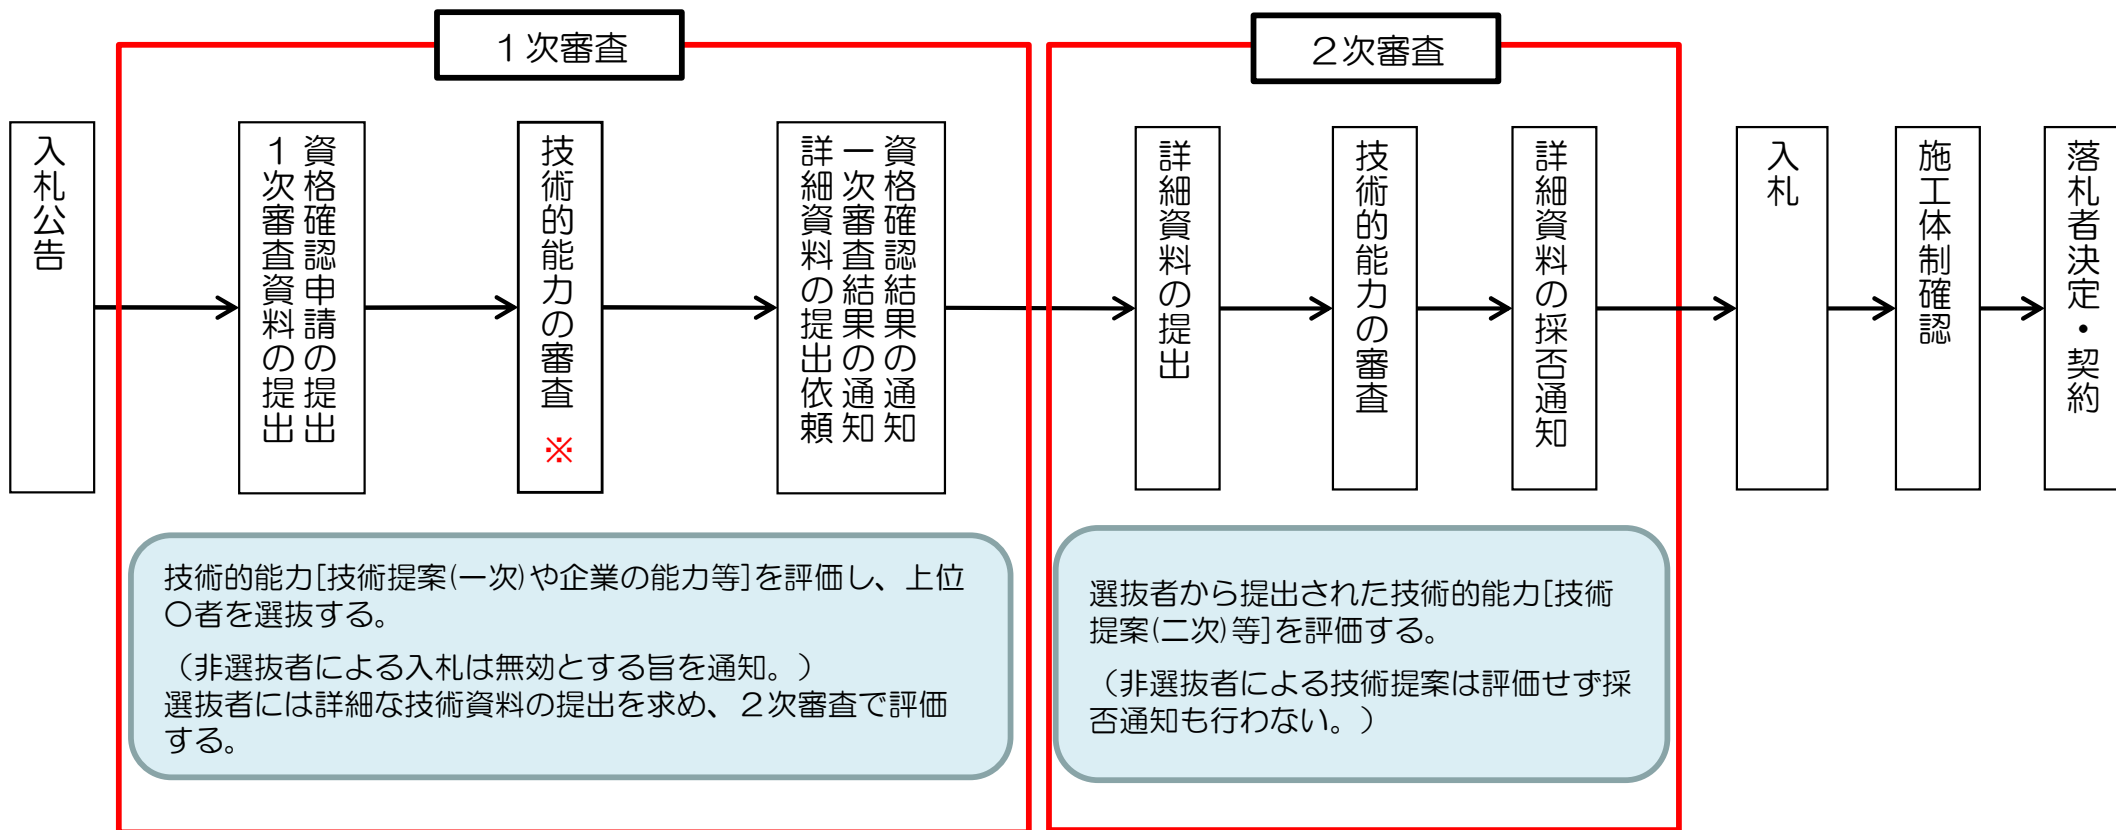 １次審査
２次審査
入札公告
資格確認申請の提出
１次審査資料の提出
技術的能力の審査 ※
資格確認結果の通知
一次審査結果の通知
詳細資料の提出依頼
詳細資料の提出
技術的能力の審査
詳細資料の採否通知
入札
施工体制確認
落札者決定・契約
技術的能力[技術提案(一次)や企業の能力等]を評価し、上位
〇者を選抜する。
（非選抜者による入札は無効とする旨を通知。）
選抜者には詳細な技術資料の提出を求め、２次審査で評価
する。
選抜者から提出された技術的能力[技術
提案(二次)等]を評価する。
（非選抜者による技術提案は評価せず採
否通知も行わない。）